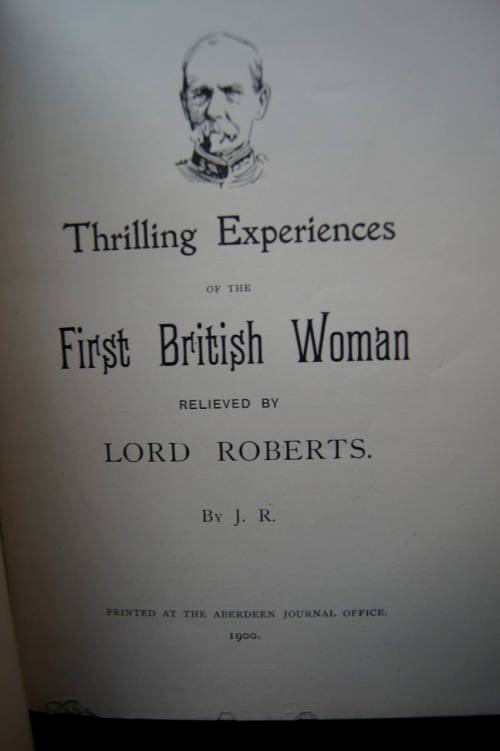 Thrilling Experiences
OF THE
First British Woman
RELIEVED BY
LORD ROBERTS.
By J. R.
PRINTED AT THE ABERDEEN JOURNAL OFFICE.
1900.